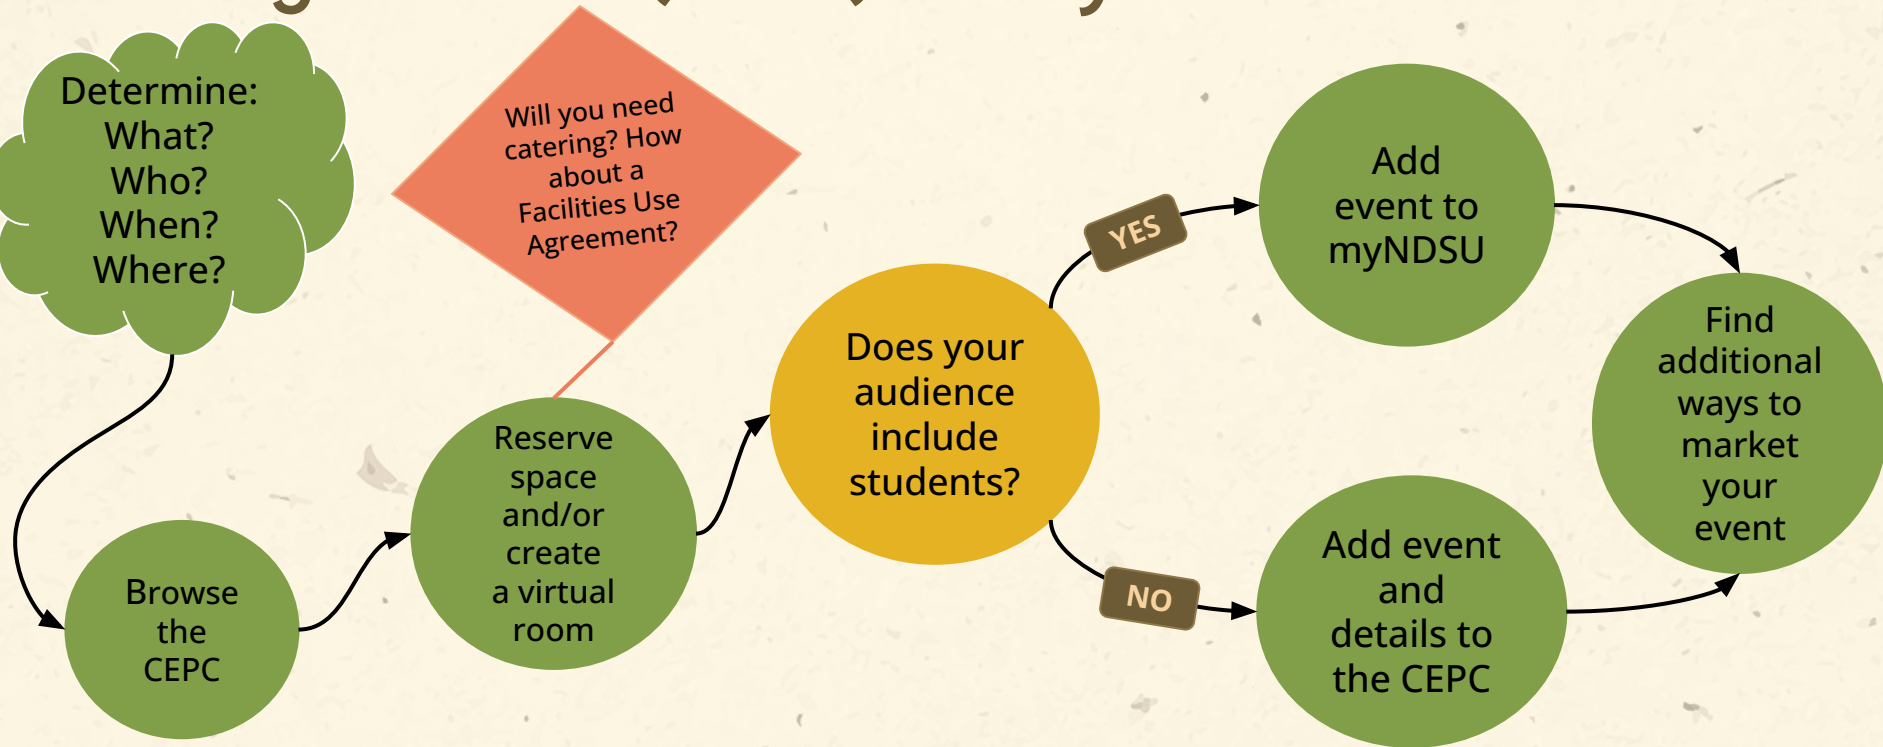 Determine:
What?
Who?
When?
Where?
Will you need
catering? How
about a
Facilities Use
Agreement?
Browse
the
CEPC
Reserve
space
and/or
create
a virtual
room
Does your
audience
include
students?
YES
Add
event to
myNDSU
NO
Add event
and
details to
the CEPC
Find
additional
ways to
market
your
event